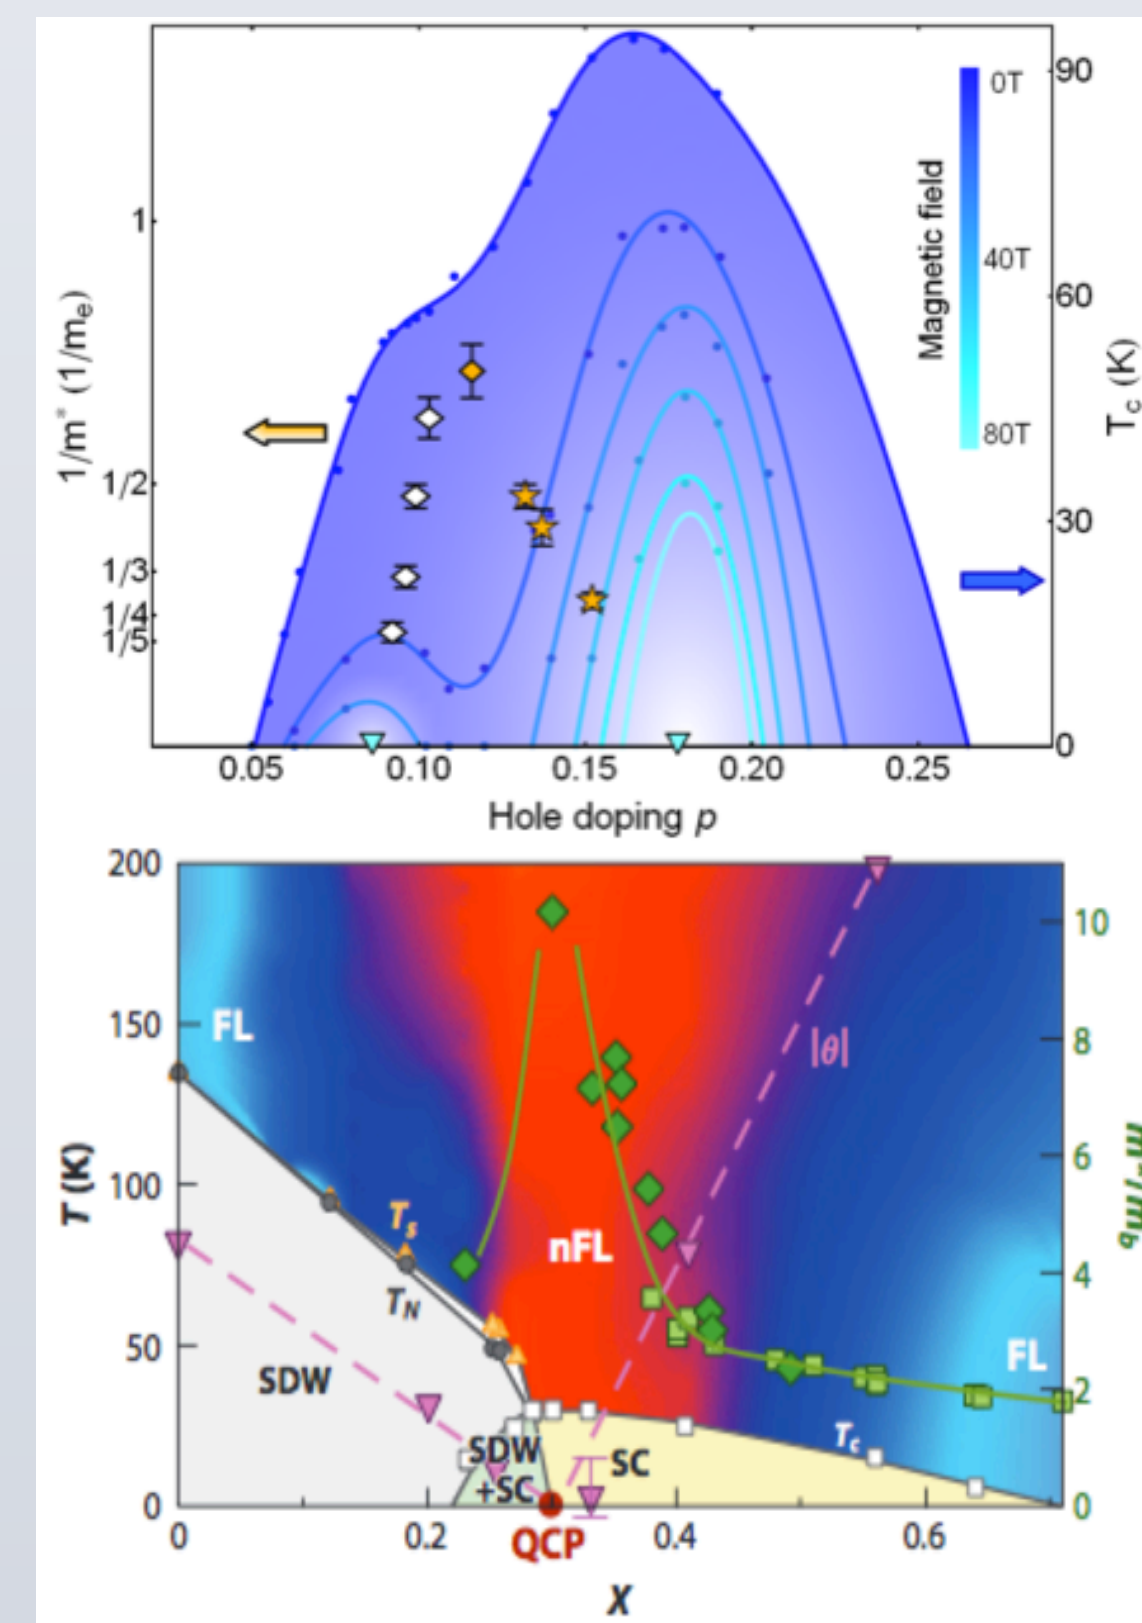 90
0T
Magnetic field
1
40T
60
1/m* (1/me)
Tc (K)
80T
1/2
30
1/3
1/4
1/5
0
0.05 0.10 0.15 0.20 0.25
Hole doping p
200
10
150
FL
|θ|
8
T (K)
m*/mb
6
100
Ts
nFL
TN
4
50
SDW
FL
2
Tc
SDW
+SC
SC
0
0
0 0.2 QCP 0.4 0.6
X